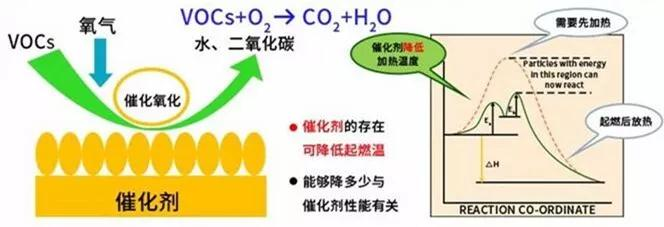 VOCs
氧气
VOCs+O2→ CO2+H2O
水、二氧化碳
催化氧化
催化剂
● 催化剂的存在
可降低起燃温
● 能够降多少与
催化剂性能有关
催化剂降低
加热温度
需要先加热
Particles with energy
in this region can
now react
起燃后放热
Ea
Ea
△H
REACTION CO-ORDINATE